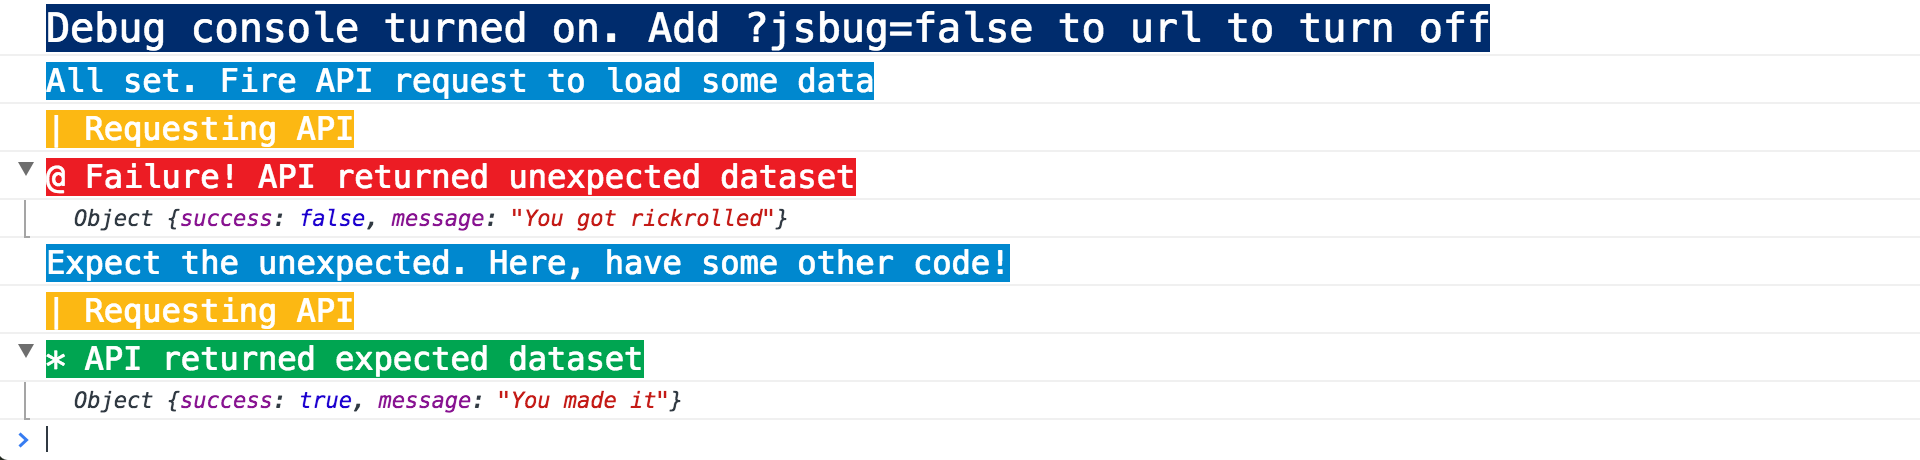 Debug console turned on. Add ?jsbug=false to url to turn off
All set. Fire API request to load some data
| Requesting API
@ Failure! API returned unexpected dataset
Object {success: false, message: "You got rickrolled"}
Expect the unexpected. Here, have some other code!
| Requesting API
* API returned expected dataset
Object {success: true, message: "You made it"}